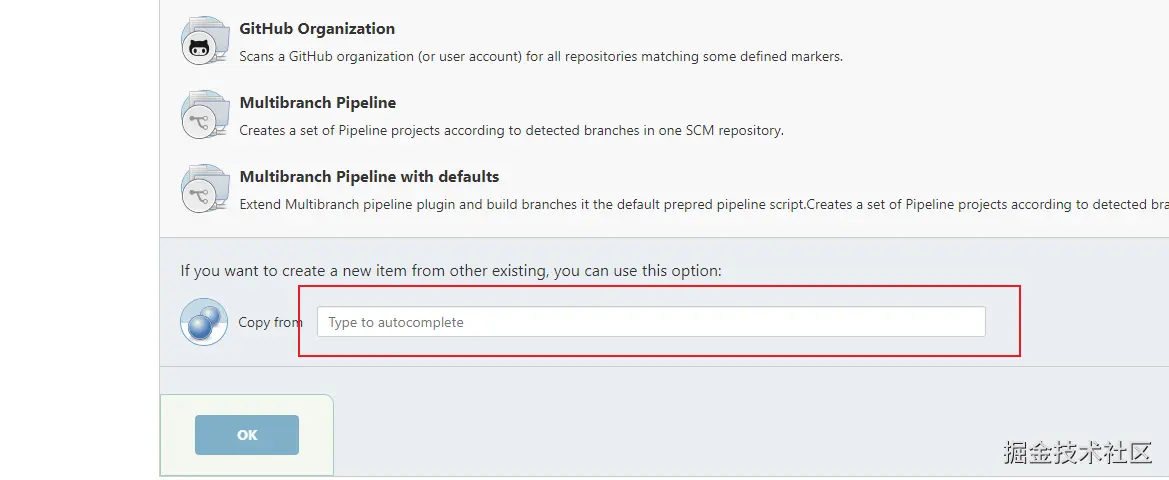 GitHub Organization
Scans a GitHub organization (or user account) for all repositories matching some defined markers.
Multibranch Pipeline
Creates a set of Pipeline projects according to detected branches in one SCM repository.
Multibranch Pipeline with defaults
Extend Multibranch pipeline plugin and build branches it the default prepred pipeline script.Creates a set of Pipeline projects according to detected bra
If you want to create a new item from other existing, you can use this option:
Copy from Type to autocomplete
OK
掘金技术社区